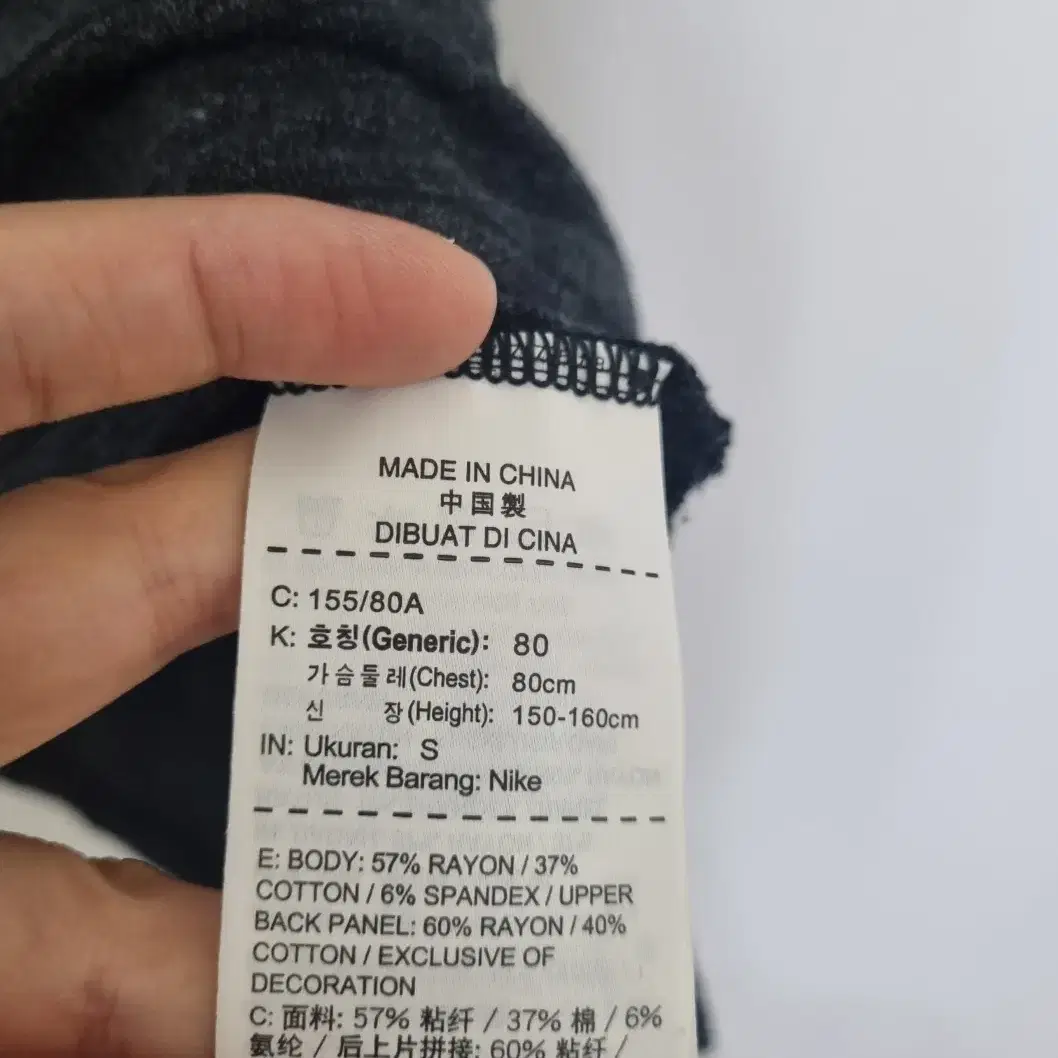 MADE IN CHINA
中国製
DIBUAT DI CINA
C: 155/80A
K: 호칭(Generic): 80
가슴둘레(Chest): 80cm
신 장(Height): 150-160cm
IN: Ukuran: S
Merek Barang: Nike
E: BODY: 57% RAYON / 37%
COTTON / 6% SPANDEX / UPPER
BACK PANEL: 60% RAYON / 40%
COTTON / EXCLUSIVE OF
DECORATION
C: 面料: 57% 粘纤 / 37% 棉 / 6%
氨纶 / 后上片拼接: 60% 粘纤 /